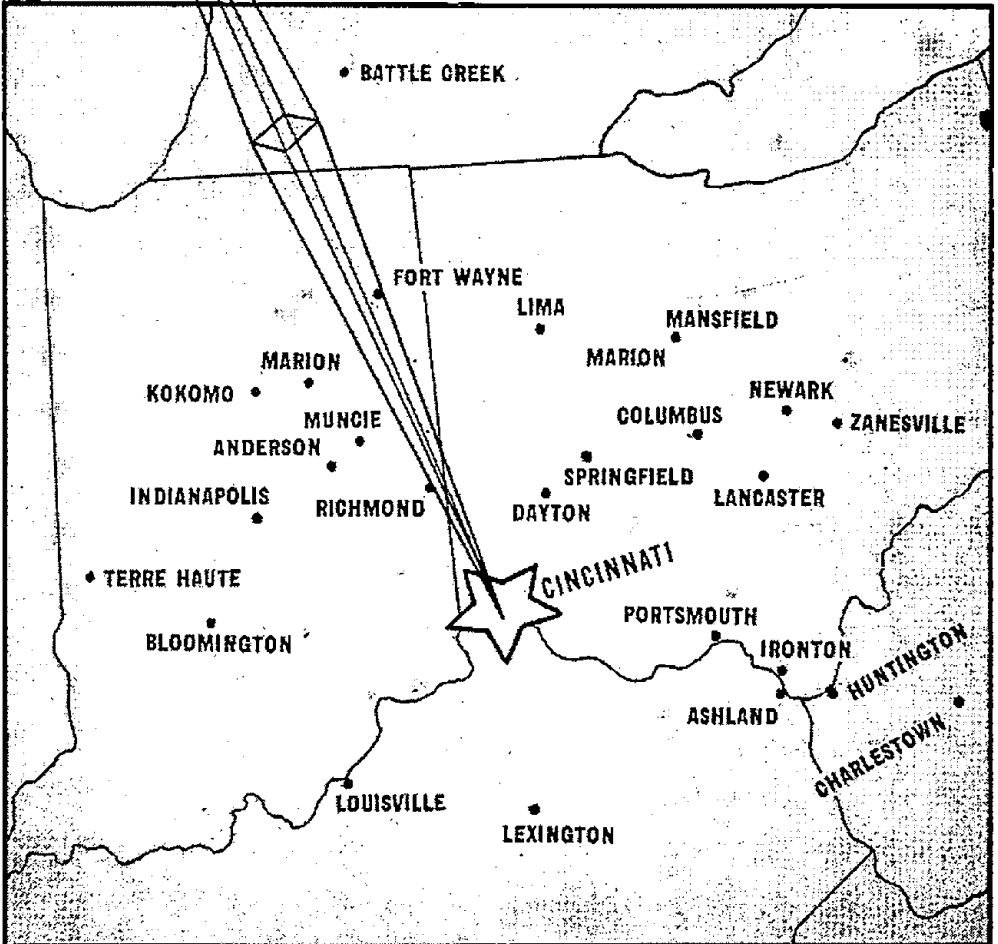 BATTLE CREEK
FORT WAYNE
LIMA
MANSFIELD
MARION
MARION
KOKOMO
NEWARK
MUNCIE
COLUMBUS
ZANESVILLE
ANDERSON
SPRINGFIELD
INDIANAPOLIS
RICHMOND
DAYTON
LANCASTER
CINCINNATI
TERRE HAUTE
PORTSMOUTH
BLOOMINGTON
IRONTON
HUNTINGTON
ASHLAND
CHARLESTOWN
LOUISVILLE
LEXINGTON